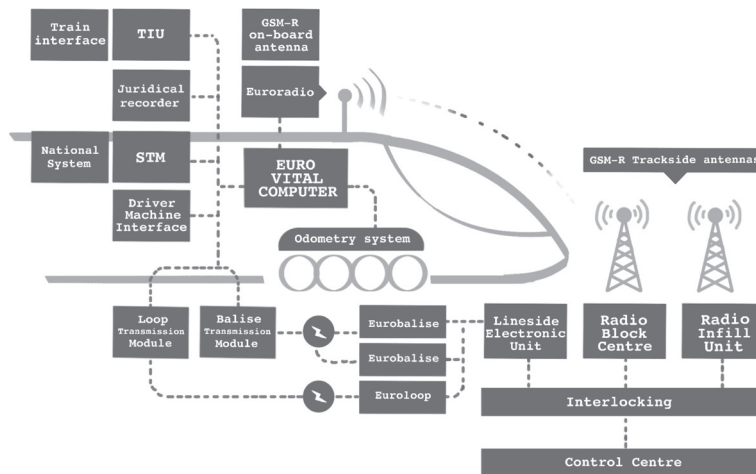 Train
interface
TIU
GSM-R
on-board
antenna
Juridical
recorder
Euroradio
National
System
STM
EURO
VITAL
COMPUTER
GSM-R Trackside antennas
Driver
Machine
Interface
Odometry system
Loop
Transmission
Module
Balise
Transmission
Module
Eurobalise
Eurobalise
Euroloop
Lineside
Electronic
Unit
Radio
Block
Centre
Radio
Infill
Unit
Interlocking
Control Centre